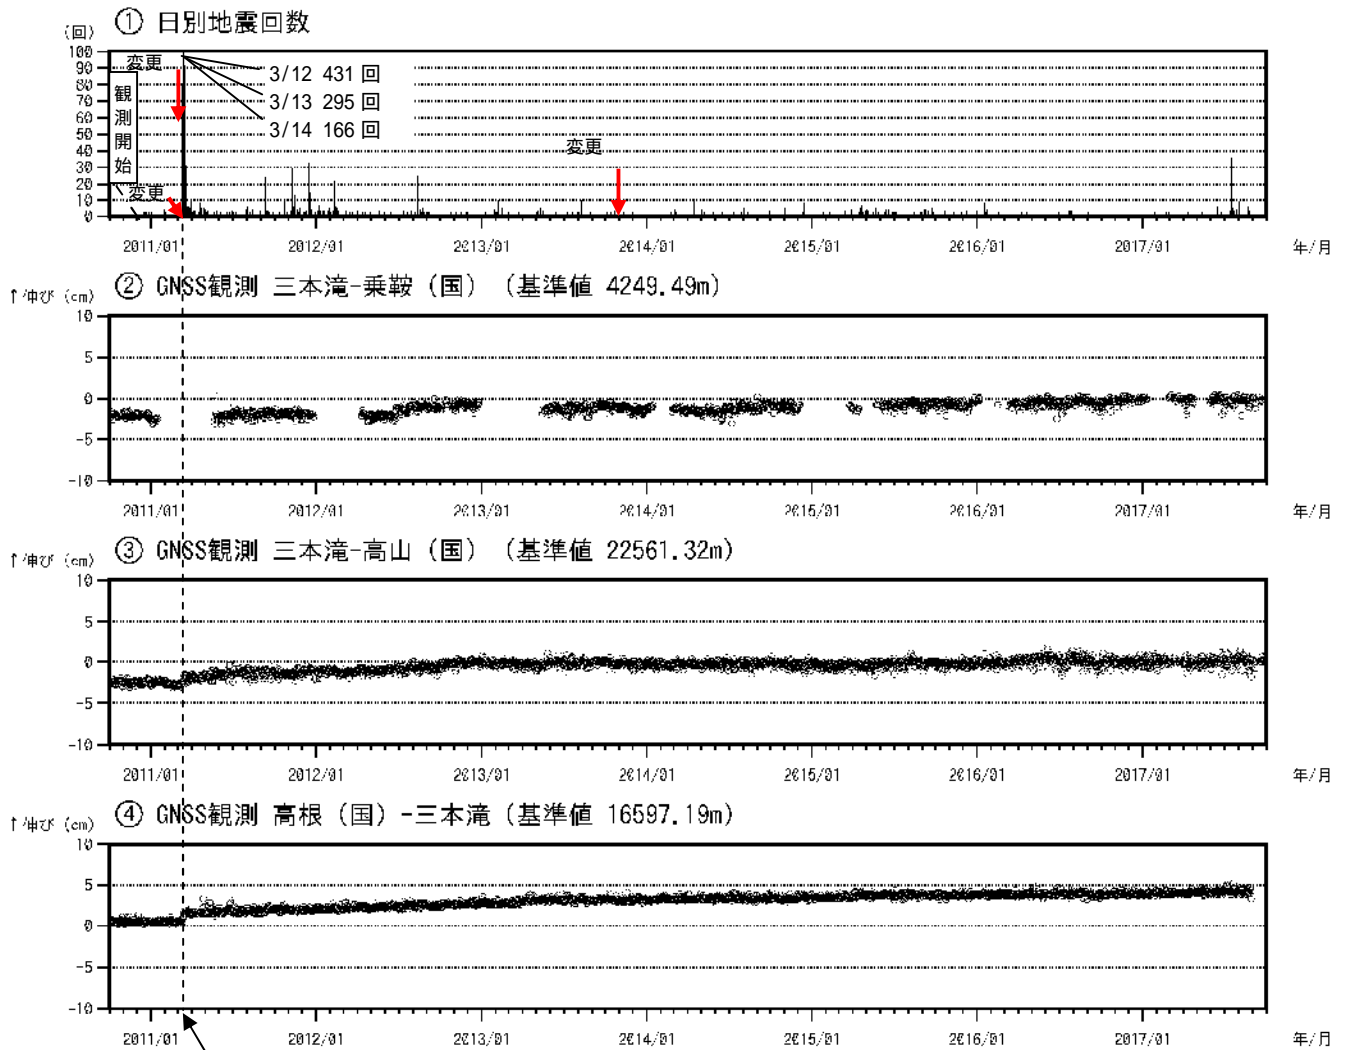 ① 日別地震回数
(回)
100
90
80
70
60
50
40
30
20
10
0
変更
観測開始
変更
3/12 431 回
3/13 295 回
3/14 166 回
変更
2011/01 2012/01 2013/01 2014/01 2015/01 2016/01 2017/01 年/月
↑伸び (cm) ② GNSS観測 三本滝-乗鞍（国）（基準値 4249.49m）
10
5
0
-5
-10
2011/01 2012/01 2013/01 2014/01 2015/01 2016/01 2017/01 年/月
↑伸び (cm) ③ GNSS観測 三本滝-高山（国）（基準値 22561.32m）
10
5
0
-5
-10
2011/01 2012/01 2013/01 2014/01 2015/01 2016/01 2017/01 年/月
↑伸び (cm) ④ GNSS観測 高根（国）-三本滝（基準値 16597.19m）
10
5
0
-5
-10
2011/01 2012/01 2013/01 2014/01 2015/01 2016/01 2017/01 年/月